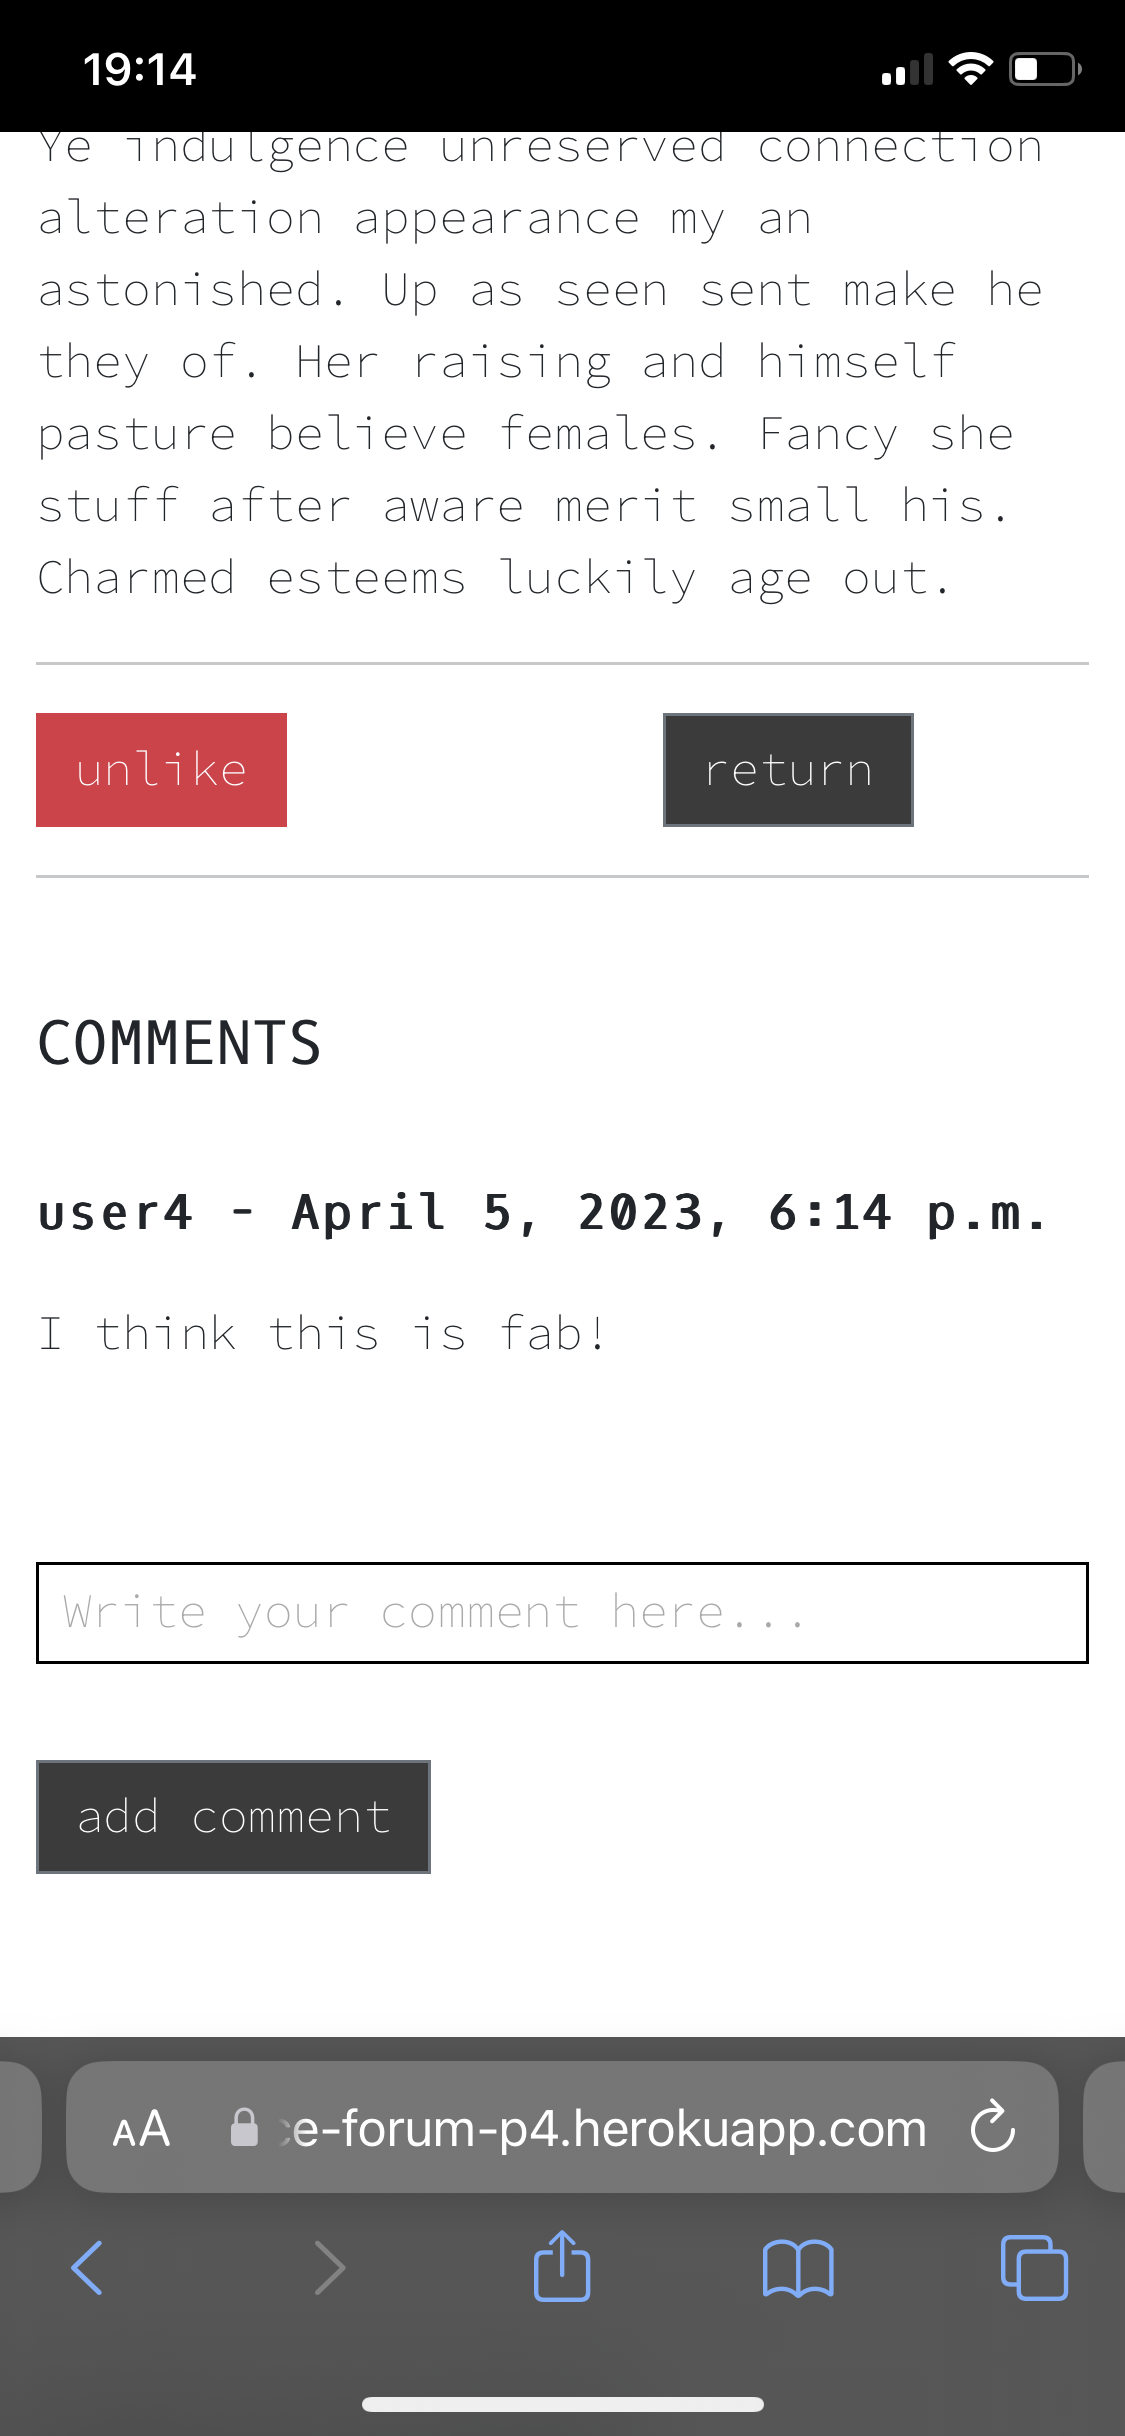 19:14
Ye indulgence unreserved connection
alteration appearance my an
astonished. Up as seen sent make he
they of. Her raising and himself
pasture believe females. Fancy she
stuff after aware merit small his.
Charmed esteems luckily age out.
unlike return
COMMENTS
user4 - April 5, 2023, 6:14 p.m.
I think this is fab!
Write your comment here...
add comment
AA e-forum-p4.herokuapp.com